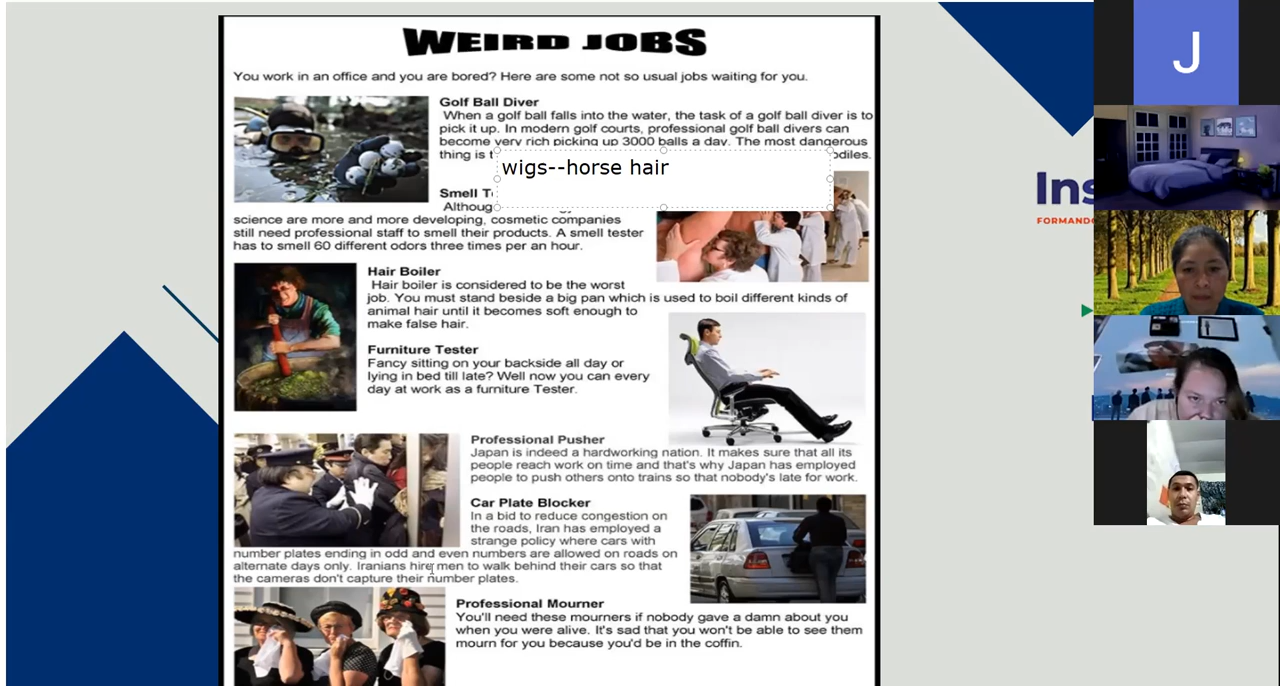 WEIRD JOBS
You work in an office and you are bored? Here are some not so usual jobs waiting for you.
Golf Ball Diver
When a golf ball falls into the water, the task of a golf ball diver is to
pick it up. In modern golf courts, professional golf ball divers can
become very rich picking up 3000 balls a day. The most dangerous
thing is
wigs--horse hair
Smell
science are more and more developing, cosmetic companies
still need professional staff to smell their products. A smell tester
has to smell 60 different odors three times per an hour.
Hair Boiler
Hair boiler is considered to be the worst
job. You must stand beside a big pan which is used to boil different kinds of
animal hair until it becomes soft enough to
make false hair.
Furniture Tester
Fancy sitting on your backside all day or
lying in bed till late? Well now you can every
day at work as a furniture Tester.
Professional Pusher
Japan is indeed a hardworking nation. It makes sure that all its
people reach work on time and that's why Japan has employed
people to push others onto trains so that nobody's late for work.
Car Plate Blocker
In a bid to reduce congestion on
the roads, Iran has employed a
strange policy where cars with
number plates ending in odd and even numbers are allowed on roads on
alternate days only. Iranians hire men to walk behind their cars so that
the cameras don't capture their number plates.
Professional Mourner
You'll need these mourners if nobody gave a damn about you
when you were alive. It's sad that you won't be able to see them
mourn for you because you'd be in the coffin.
Ins
FORMANDO
J